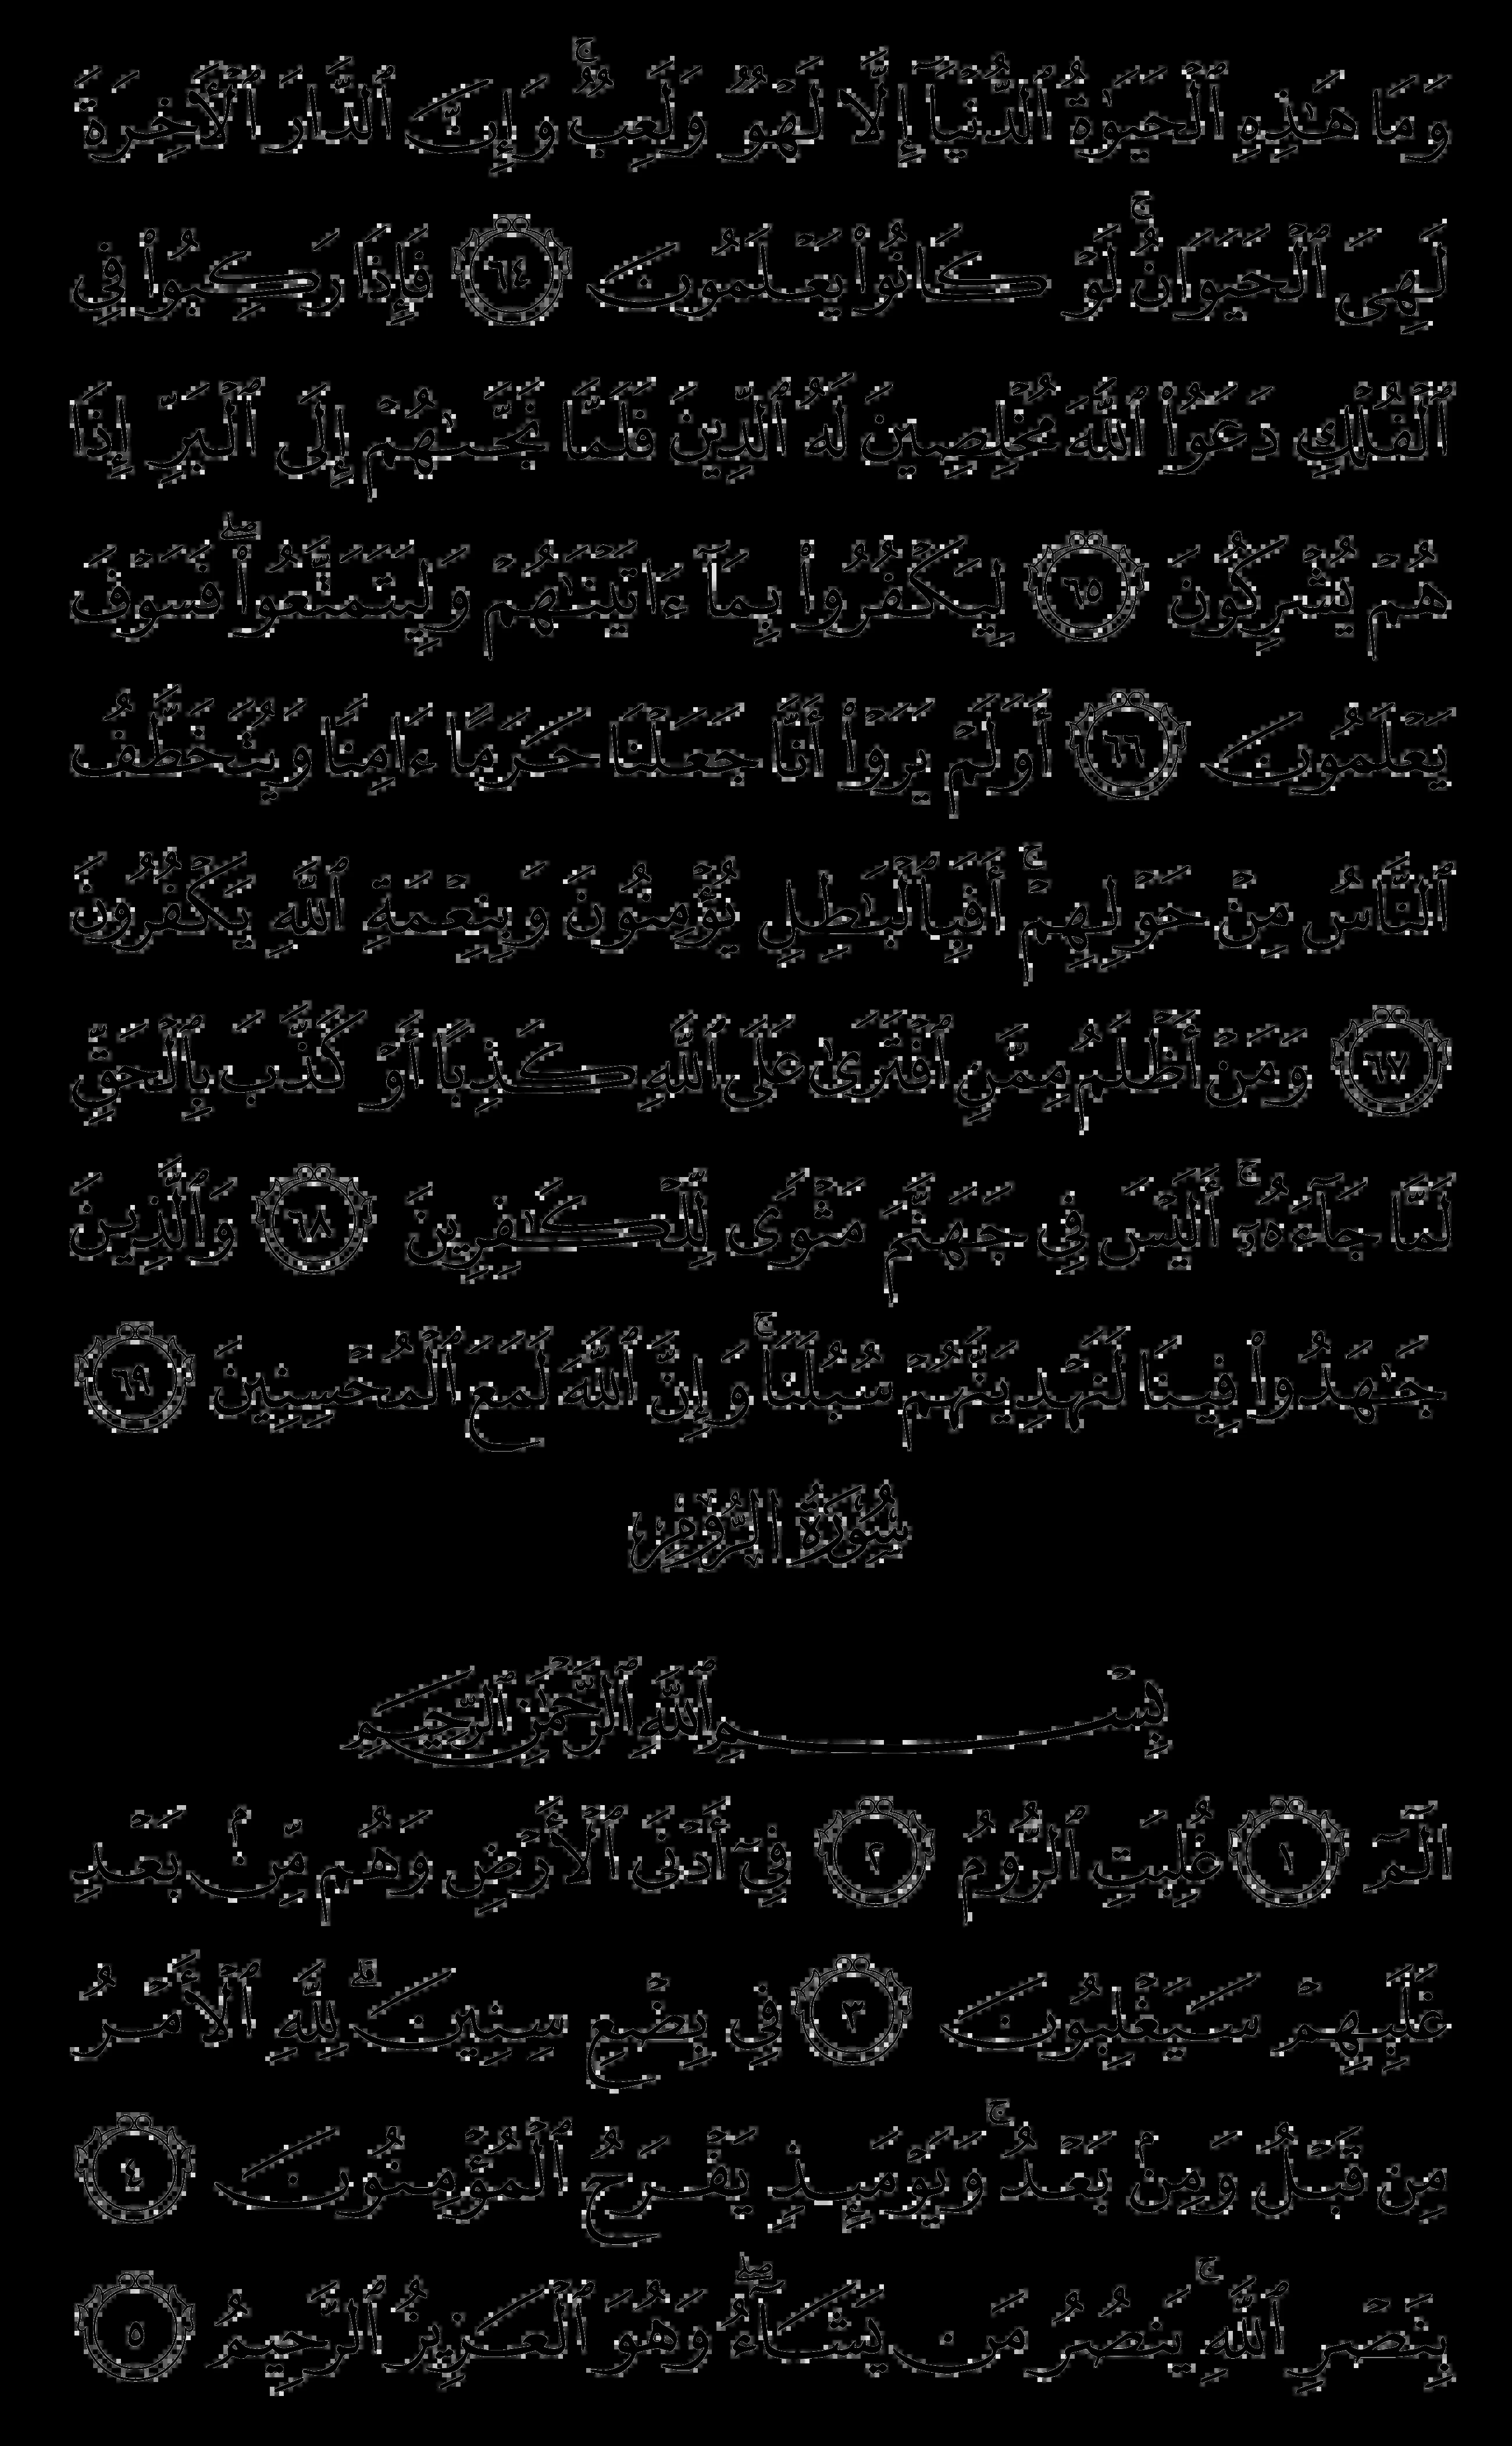 وَمَا هَـٰذِهِ ٱلْحَيَوٰةُ ٱلدُّنْيَآ إِلَّا لَهْوٌ وَلَعِبٌ ۚ وَإِنَّ ٱلدَّارَ ٱلْـَٔاخِرَةَ
لَهِىَ ٱلْحَيَوَانُ ۚ لَوْ كَانُوا۟ يَعْلَمُونَ ٦٤ فَإِذَا رَكِبُوا۟ فِى
ٱلْفُلْكِ دَعَوُا۟ ٱللَّهَ مُخْلِصِينَ لَهُ ٱلدِّينَ فَلَمَّا نَجَّىٰهُمْ إِلَى ٱلْبَرِّ إِذَا
هُمْ يُشْرِكُونَ ٦٥ لِيَكْفُرُوا۟ بِمَآ ءَاتَيْنَـٰهُمْ وَلِيَتَمَتَّعُوا۟ ۖ فَسَوْفَ
يَعْلَمُونَ ٦٦ أَوَلَمْ يَرَوْا۟ أَنَّا جَعَلْنَا حَرَمًا ءَامِنًا وَيُتَخَطَّفُ
ٱلنَّاسُ مِنْ حَوْلِهِمْ ۚ أَفَبِٱلْبَـٰطِلِ يُؤْمِنُونَ وَبِنِعْمَةِ ٱللَّهِ يَكْفُرُونَ
٦٧ وَمَنْ أَظْلَمُ مِمَّنِ ٱفْتَرَىٰ عَلَى ٱللَّهِ كَذِبًا أَوْ كَذَّبَ بِٱلْحَقِّ
لَمَّا جَآءَهُۥٓ ۚ أَلَيْسَ فِى جَهَنَّمَ مَثْوًى لِّلْكَـٰفِرِينَ ٦٨ وَٱلَّذِينَ
جَـٰهَدُوا۟ فِينَا لَنَهْدِيَنَّهُمْ سُبُلَنَا ۚ وَإِنَّ ٱللَّهَ لَمَعَ ٱلْمُحْسِنِينَ ٦٩
سُورَةُ الرُّومِ
بِسْمِ ٱللَّهِ ٱلرَّحْمَـٰنِ ٱلرَّحِيمِ
الٓمٓ ١ غُلِبَتِ ٱلرُّومُ ٢ فِىٓ أَدْنَى ٱلْأَرْضِ وَهُم مِّنۢ بَعْدِ
غَلَبِهِمْ سَيَغْلِبُونَ ٣ فِى بِضْعِ سِنِينَ ۗ لِلَّهِ ٱلْأَمْرُ
مِن قَبْلُ وَمِنۢ بَعْدُ ۚ وَيَوْمَئِذٍ يَفْرَحُ ٱلْمُؤْمِنُونَ ٤
بِنَصْرِ ٱللَّهِ ۚ يَنصُرُ مَن يَشَآءُ ۖ وَهُوَ ٱلْعَزِيزُ ٱلرَّحِيمُ ٥